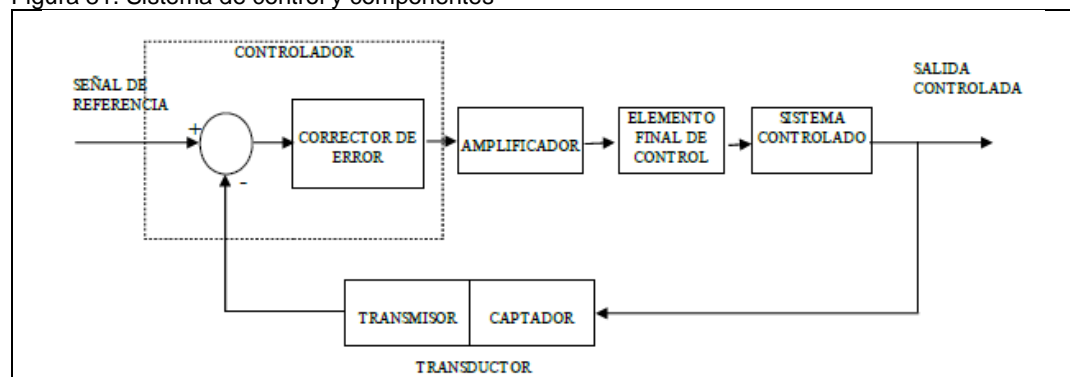 Figura 31. Sistema de control y componentes
CONTROLADOR
SEÑAL DE
REFERENCIA
SALIDA
CONTROLADA
+
-
CORRECTOR DE
ERROR
AMPLIFICADOR
ELEMENTO
FINAL DE
CONTROL
SISTEMA
CONTROLADO
TRANSMISOR
CAPTADOR
TRANSDUCTOR